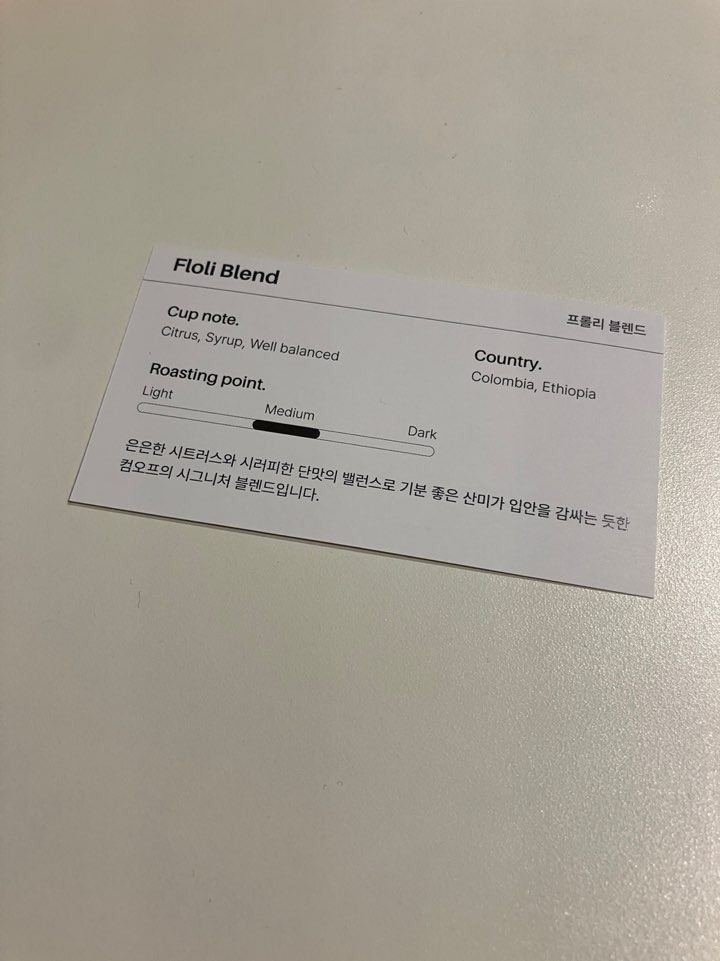 Floli Blend
프롤리 블렌드
Cup note.
Citrus, Syrup, Well balanced
Country.
Colombia, Ethiopia
Roasting point.
Light
Medium
Dark
은은한 시트러스와 시러피한 단맛의 밸런스로 기분 좋은 산미가 입안을 감싸는 듯한
컴오프의 시그니처 블렌드입니다.